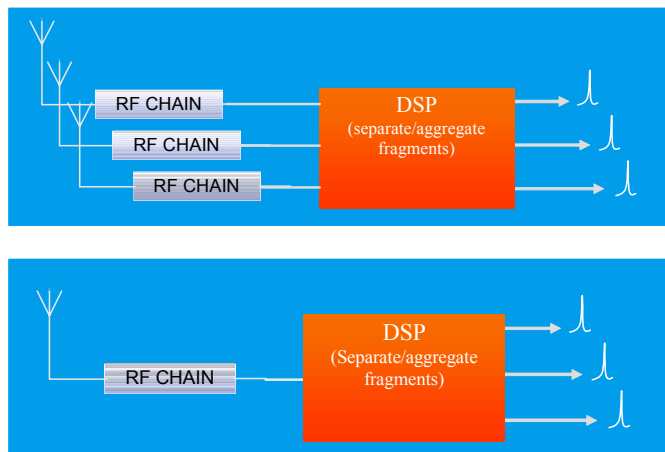 RF CHAIN
RF CHAIN
RF CHAIN
DSP
(separate/aggregate
fragments)
RF CHAIN
DSP
(Separate/aggregate
fragments)